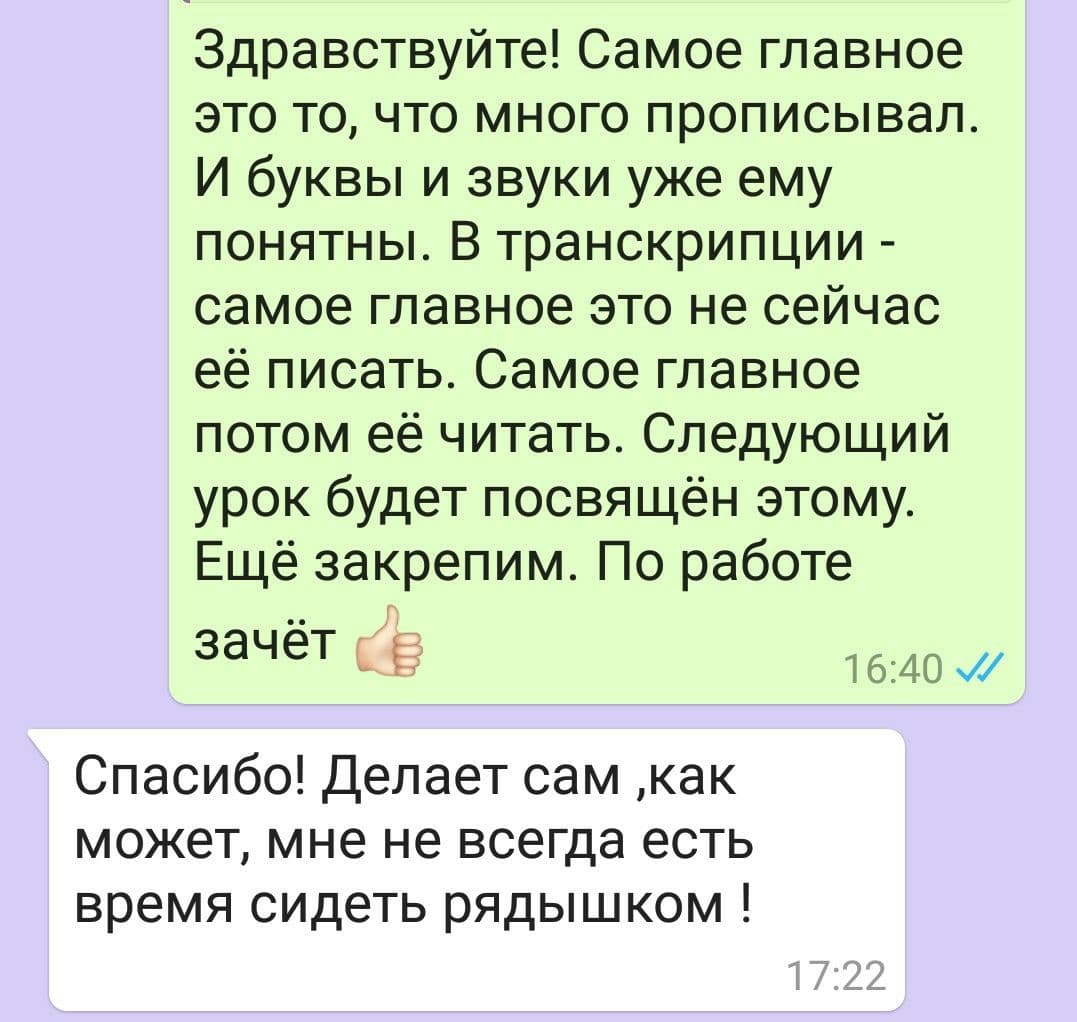 Здравствуйте! Самое главное
это то, что много прописывал.
И буквы и звуки уже ему
понятны. В транскрипции -
самое главное это не сейчас
её писать. Самое главное
потом её читать. Следующий
урок будет посвящён этому.
Ещё закрепим. По работе
зачёт 👍🏻
16:40
Спасибо! Делает сам ,как
может, мне не всегда есть
время сидеть рядышком !
17:22